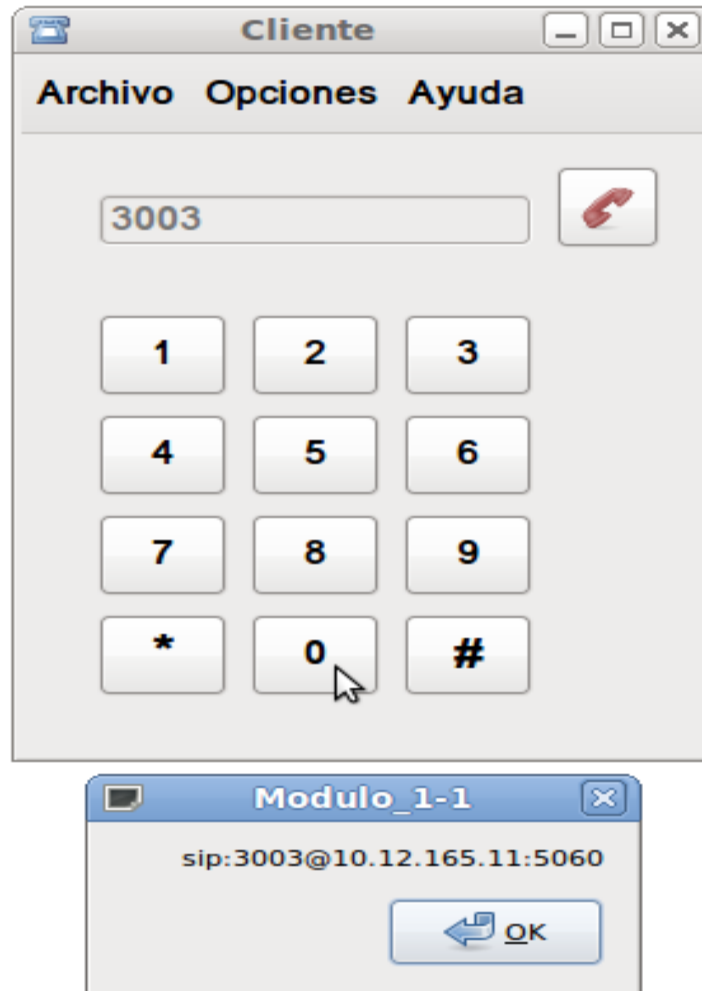 Cliente
Archivo Opciones Ayuda
3003
1 2 3
4 5 6
7 8 9
* 0 #
Modulo_1-1
sip:3003@10.12.165.11:5060
OK